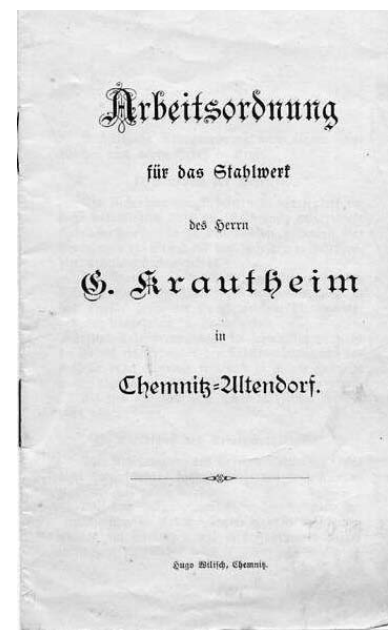 Arbeitsordnung
für das Stahlwerk
des Herrn
G. Krautheim
in
Chemnitz-Altendorf.
Hugo Wilisch, Chemnitz.